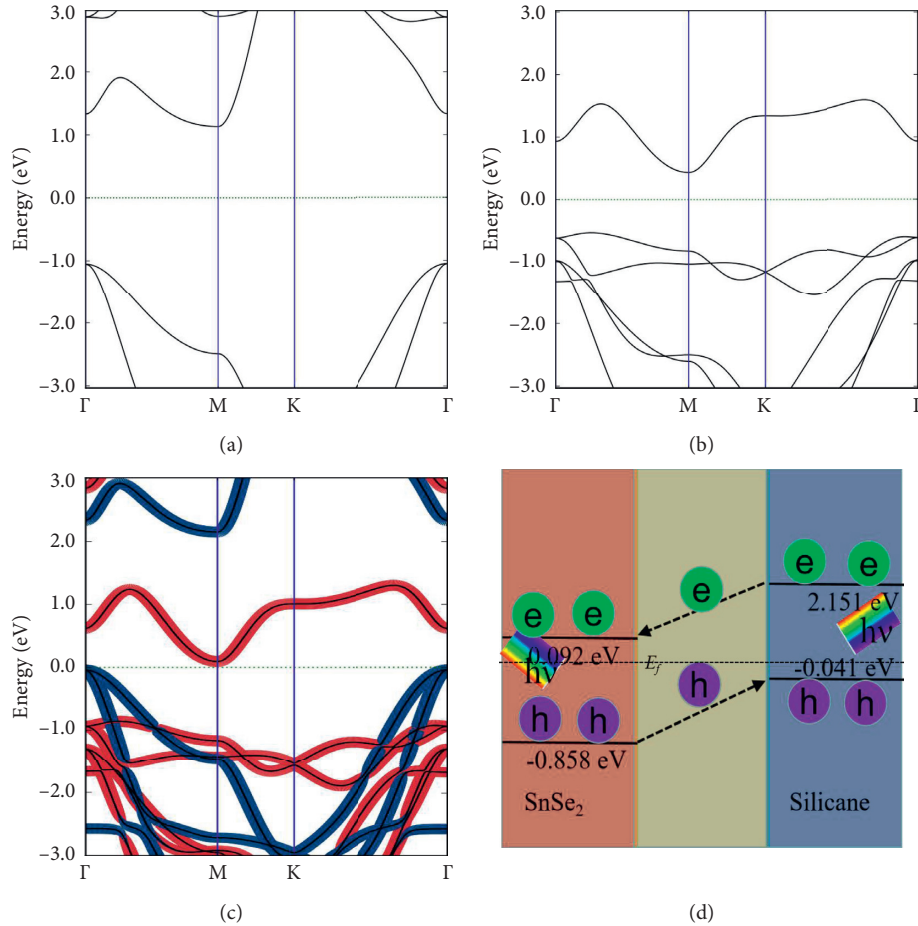 3.0
2.0
1.0
0.0
−1.0
−2.0
−3.0
Energy (eV)
Γ M K Γ
(a)
3.0
2.0
1.0
0.0
−1.0
−2.0
−3.0
Energy (eV)
Γ M K Γ
(b)
3.0
2.0
1.0
0.0
−1.0
−2.0
−3.0
Energy (eV)
Γ M K Γ
(c)
e e e e e
2.151 eV
hν
0.092 eV
hν
E_f
-0.041 eV
h h h h h
-0.858 eV
SnSe₂ Silicane
(d)